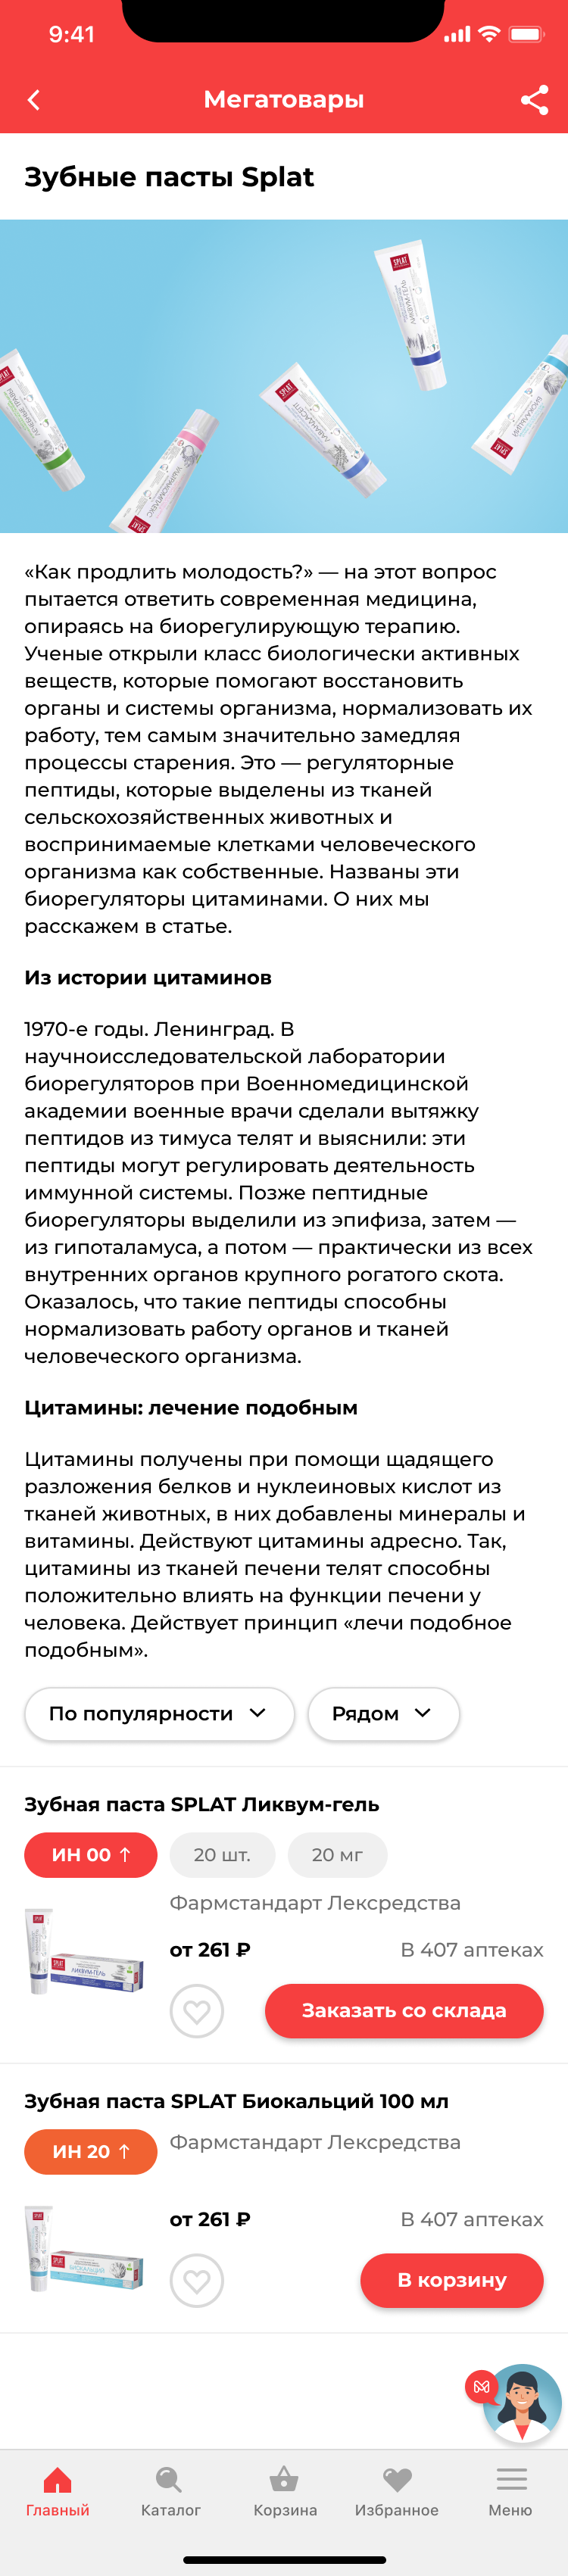 9:41
Мегатовары
Зубные пасты Splat
SPLAT
SPLAT
SPLAT
SPLAT
SPLAT
«Как продлить молодость?» — на этот вопрос
пытается ответить современная медицина,
опираясь на биорегулирующую терапию.
Ученые открыли класс биологически активных
веществ, которые помогают восстановить
органы и системы организма, нормализовать их
работу, тем самым значительно замедляя
процессы старения. Это — регуляторные
пептиды, которые выделены из тканей
сельскохозяйственных животных и
воспринимаемые клетками человеческого
организма как собственные. Названы эти
биорегуляторы цитаминами. О них мы
расскажем в статье.
Из истории цитаминов
1970-е годы. Ленинград. В
научноисследовательской лаборатории
биорегуляторов при Военномедицинской
академии военные врачи сделали вытяжку
пептидов из тимуса телят и выяснили: эти
пептиды могут регулировать деятельность
иммунной системы. Позже пептидные
биорегуляторы выделили из эпифиза, затем —
из гипоталамуса, а потом — практически из всех
внутренних органов крупного рогатого скота.
Оказалось, что такие пептиды способны
нормализовать работу органов и тканей
человеческого организма.
Цитамины: лечение подобным
Цитамины получены при помощи щадящего
разложения белков и нуклеиновых кислот из
тканей животных, в них добавлены минералы и
витамины. Действуют цитамины адресно. Так,
цитамины из тканей печени телят способны
положительно влиять на функции печени у
человека. Действует принцип «лечи подобное
подобным».
По популярности
Рядом
Зубная паста SPLAT Ликвум-гель
ИН 00 ↑
20 шт.
20 мг
Фармстандарт Лексредства
от 261 ₽
В 407 аптеках
SPLAT
ЛИКВУМ-ГЕЛЬ
Заказать со склада
Зубная паста SPLAT Биокальций 100 мл
ИН 20 ↑
Фармстандарт Лексредства
от 261 ₽
В 407 аптеках
SPLAT
БИОКАЛЬЦИЙ
В корзину
Главный
Каталог
Корзина
Избранное
Меню